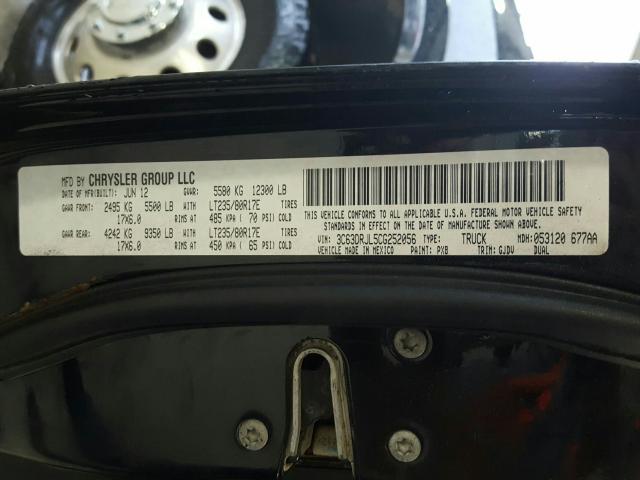 MFD BY CHRYSLER GROUP LLC
DATE OF MFR(BUILT): JUN 12 GVWR: 5580 KG 12300 LB
GAWR FRONT: 2495 KG 5500 LB WITH LT235/80R17E TIRES
17X6.0 RIMS AT 485 KPA ( 70 PSI) COLD
GAWR REAR: 4242 KG 9350 LB WITH LT235/80R17E TIRES
17X6.0 RIMS AT 450 KPA ( 65 PSI) COLD
THIS VEHICLE CONFORMS TO ALL APPLICABLE U.S.A. FEDERAL MOTOR VEHICLE SAFETY
STANDARDS IN EFFECT ON THE DATE OF MANUFACTURE SHOWN ABOVE.
VIN: 3C63DRJL5CG252056 TYPE: TRUCK MDH: 053120 677AA
VEHICLE MADE IN MEXICO PAINT: PXB TRIM: GJDV DUAL